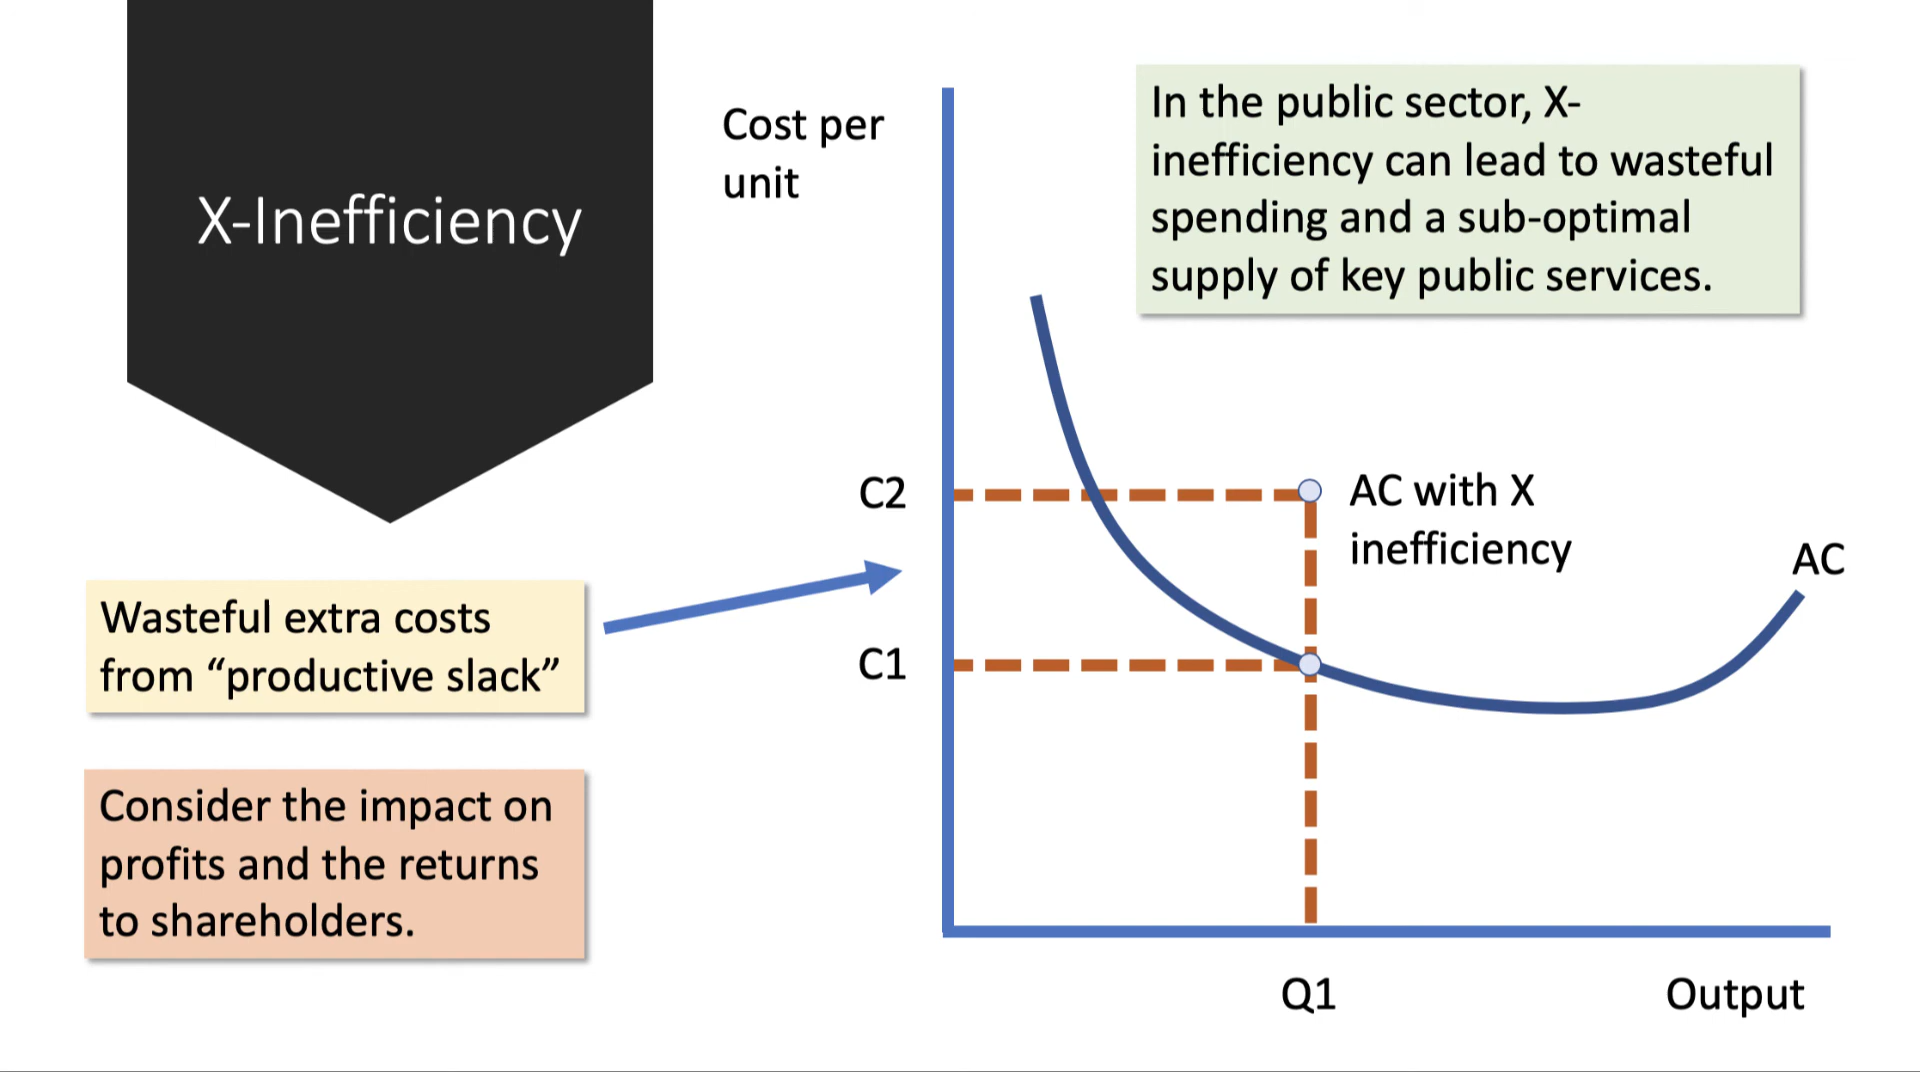 X-Inefficiency
Cost per
unit
In the public sector, X-
inefficiency can lead to wasteful
spending and a sub-optimal
supply of key public services.
C2
AC with X
inefficiency
AC
Wasteful extra costs
from “productive slack”
C1
Consider the impact on
profits and the returns
to shareholders.
Q1
Output